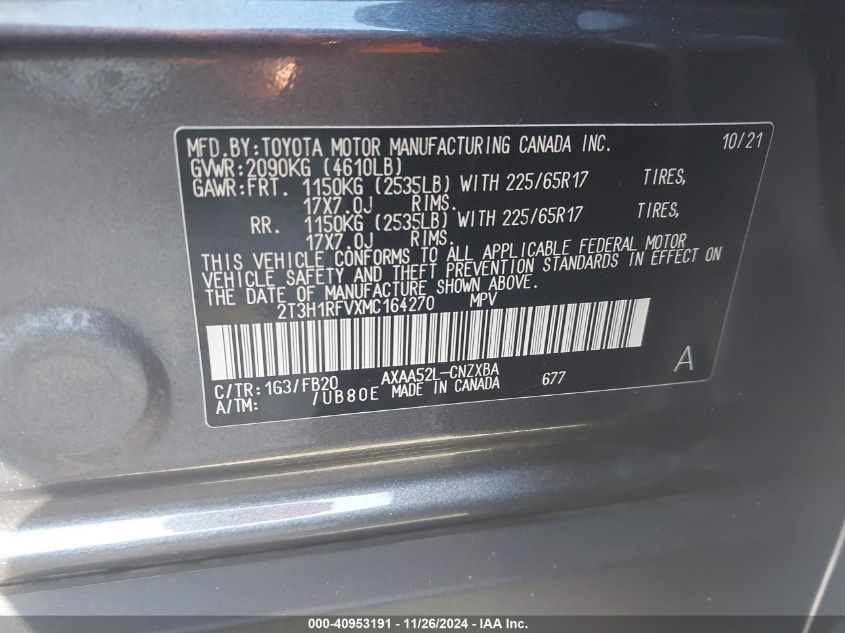 MFD.BY:TOYOTA MOTOR MANUFACTURING CANADA INC. 10/21
GVWR:2090KG (4610LB)
GAWR:FRT. 1150KG (2535LB) WITH 225/65R17 TIRES,
17X7.0J RIMS.
RR. 1150KG (2535LB) WITH 225/65R17 TIRES,
17X7.0J RIMS.
THIS VEHICLE CONFORMS TO ALL APPLICABLE FEDERAL MOTOR
VEHICLE SAFETY AND THEFT PREVENTION STANDARDS IN EFFECT ON
THE DATE OF MANUFACTURE SHOWN ABOVE.
2T3H1RFVXMC164270 MPV
C/TR:1G3/FB20 AXAA52L-CNZXBA 677 A
A/TM: /UB80E MADE IN CANADA
000-40953191 - 11/26/2024 - IAA Inc.